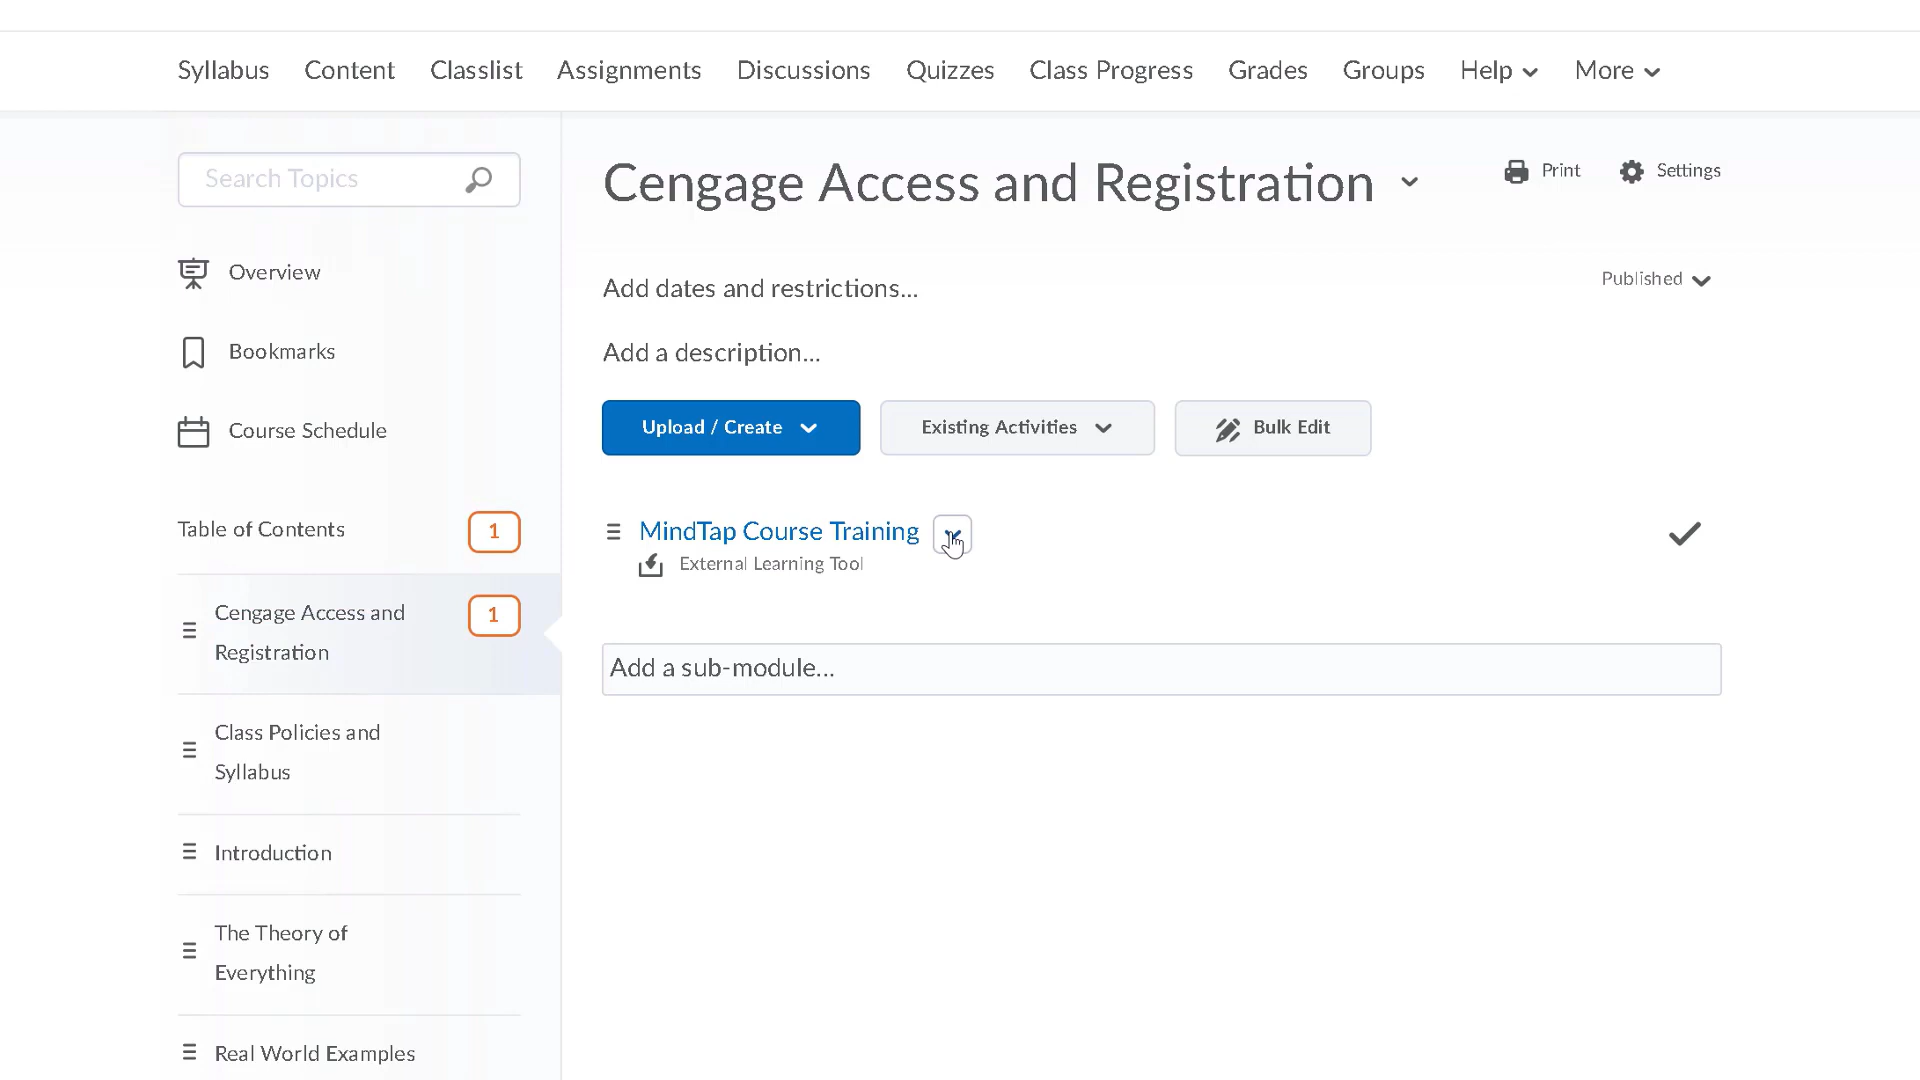 Syllabus Content Classlist Assignments Discussions Quizzes Class Progress Grades Groups Help More
Search Topics
Overview
Bookmarks
Course Schedule
Table of Contents 1
Cengage Access and 1
Registration
Class Policies and
Syllabus
Introduction
The Theory of
Everything
Real World Examples
Cengage Access and Registration
Print Settings
Add dates and restrictions...
Published
Add a description...
Upload / Create Existing Activities Bulk Edit
MindTap Course Training
External Learning Tool
Add a sub-module...